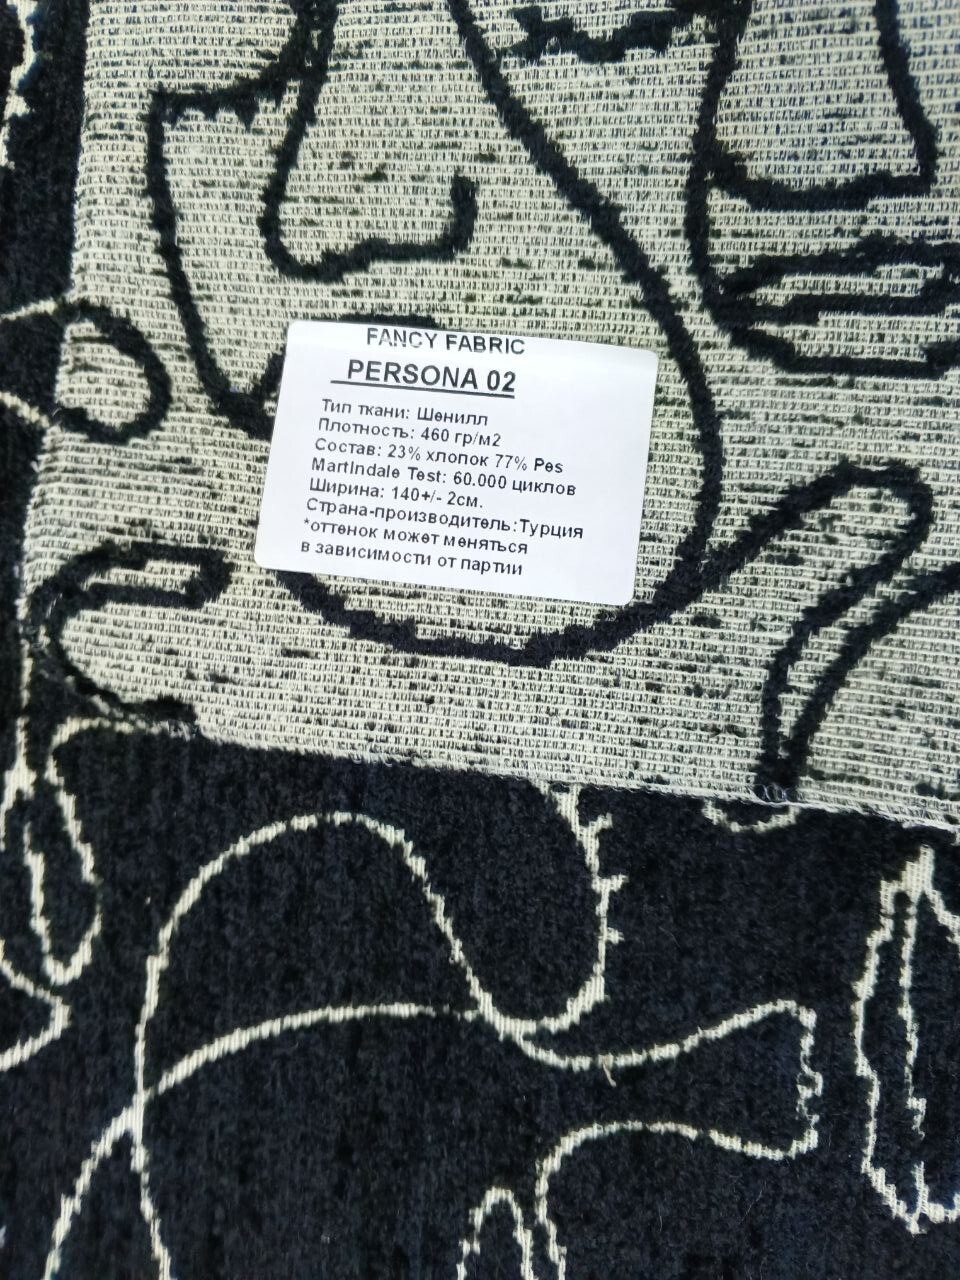 FANCY FABRIC
PERSONA 02
Тип ткани: Шенилл
Плотность: 460 гр/м2
Состав: 23% хлопок 77% Pes
MartIndale Test: 60.000 циклов
Ширина: 140+/- 2см.
Страна-производитель:Турция
*оттенок может меняться
в зависимости от партии